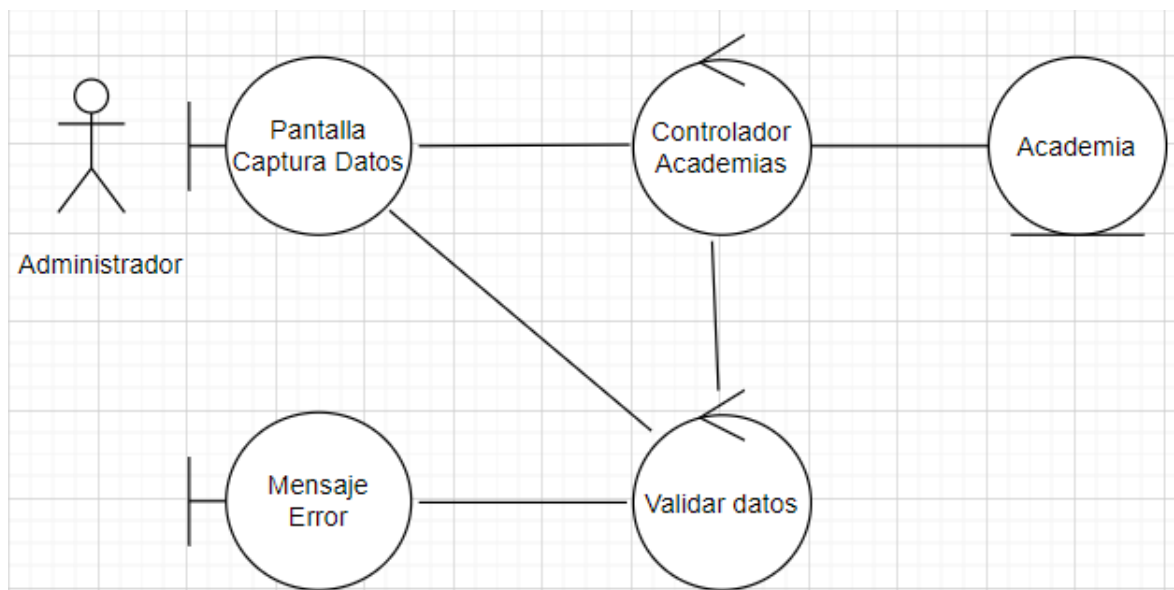 Pantalla
Captura Datos
Controlador
Academias
Academia
Administrador
Mensaje
Error
Validar datos